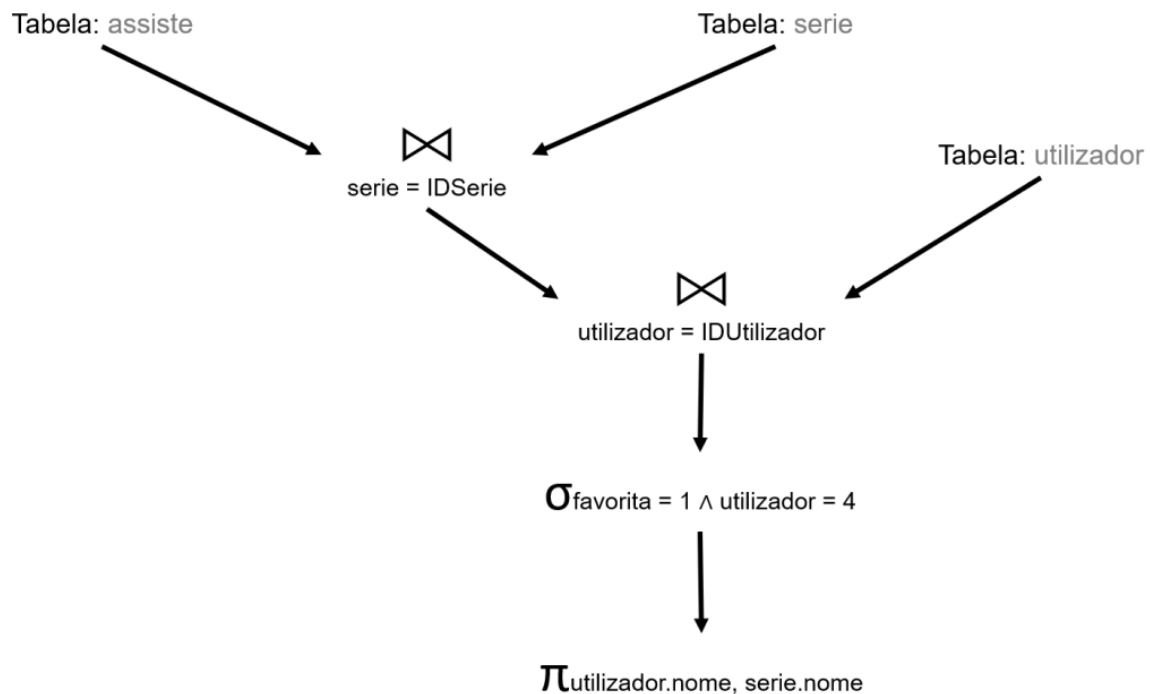 Tabela: assiste
Tabela: serie
⋈
serie = IDSerie
Tabela: utilizador
⋈
utilizador = IDUtilizador
σfavorita = 1 ∧ utilizador = 4
πutilizador.nome, serie.nome